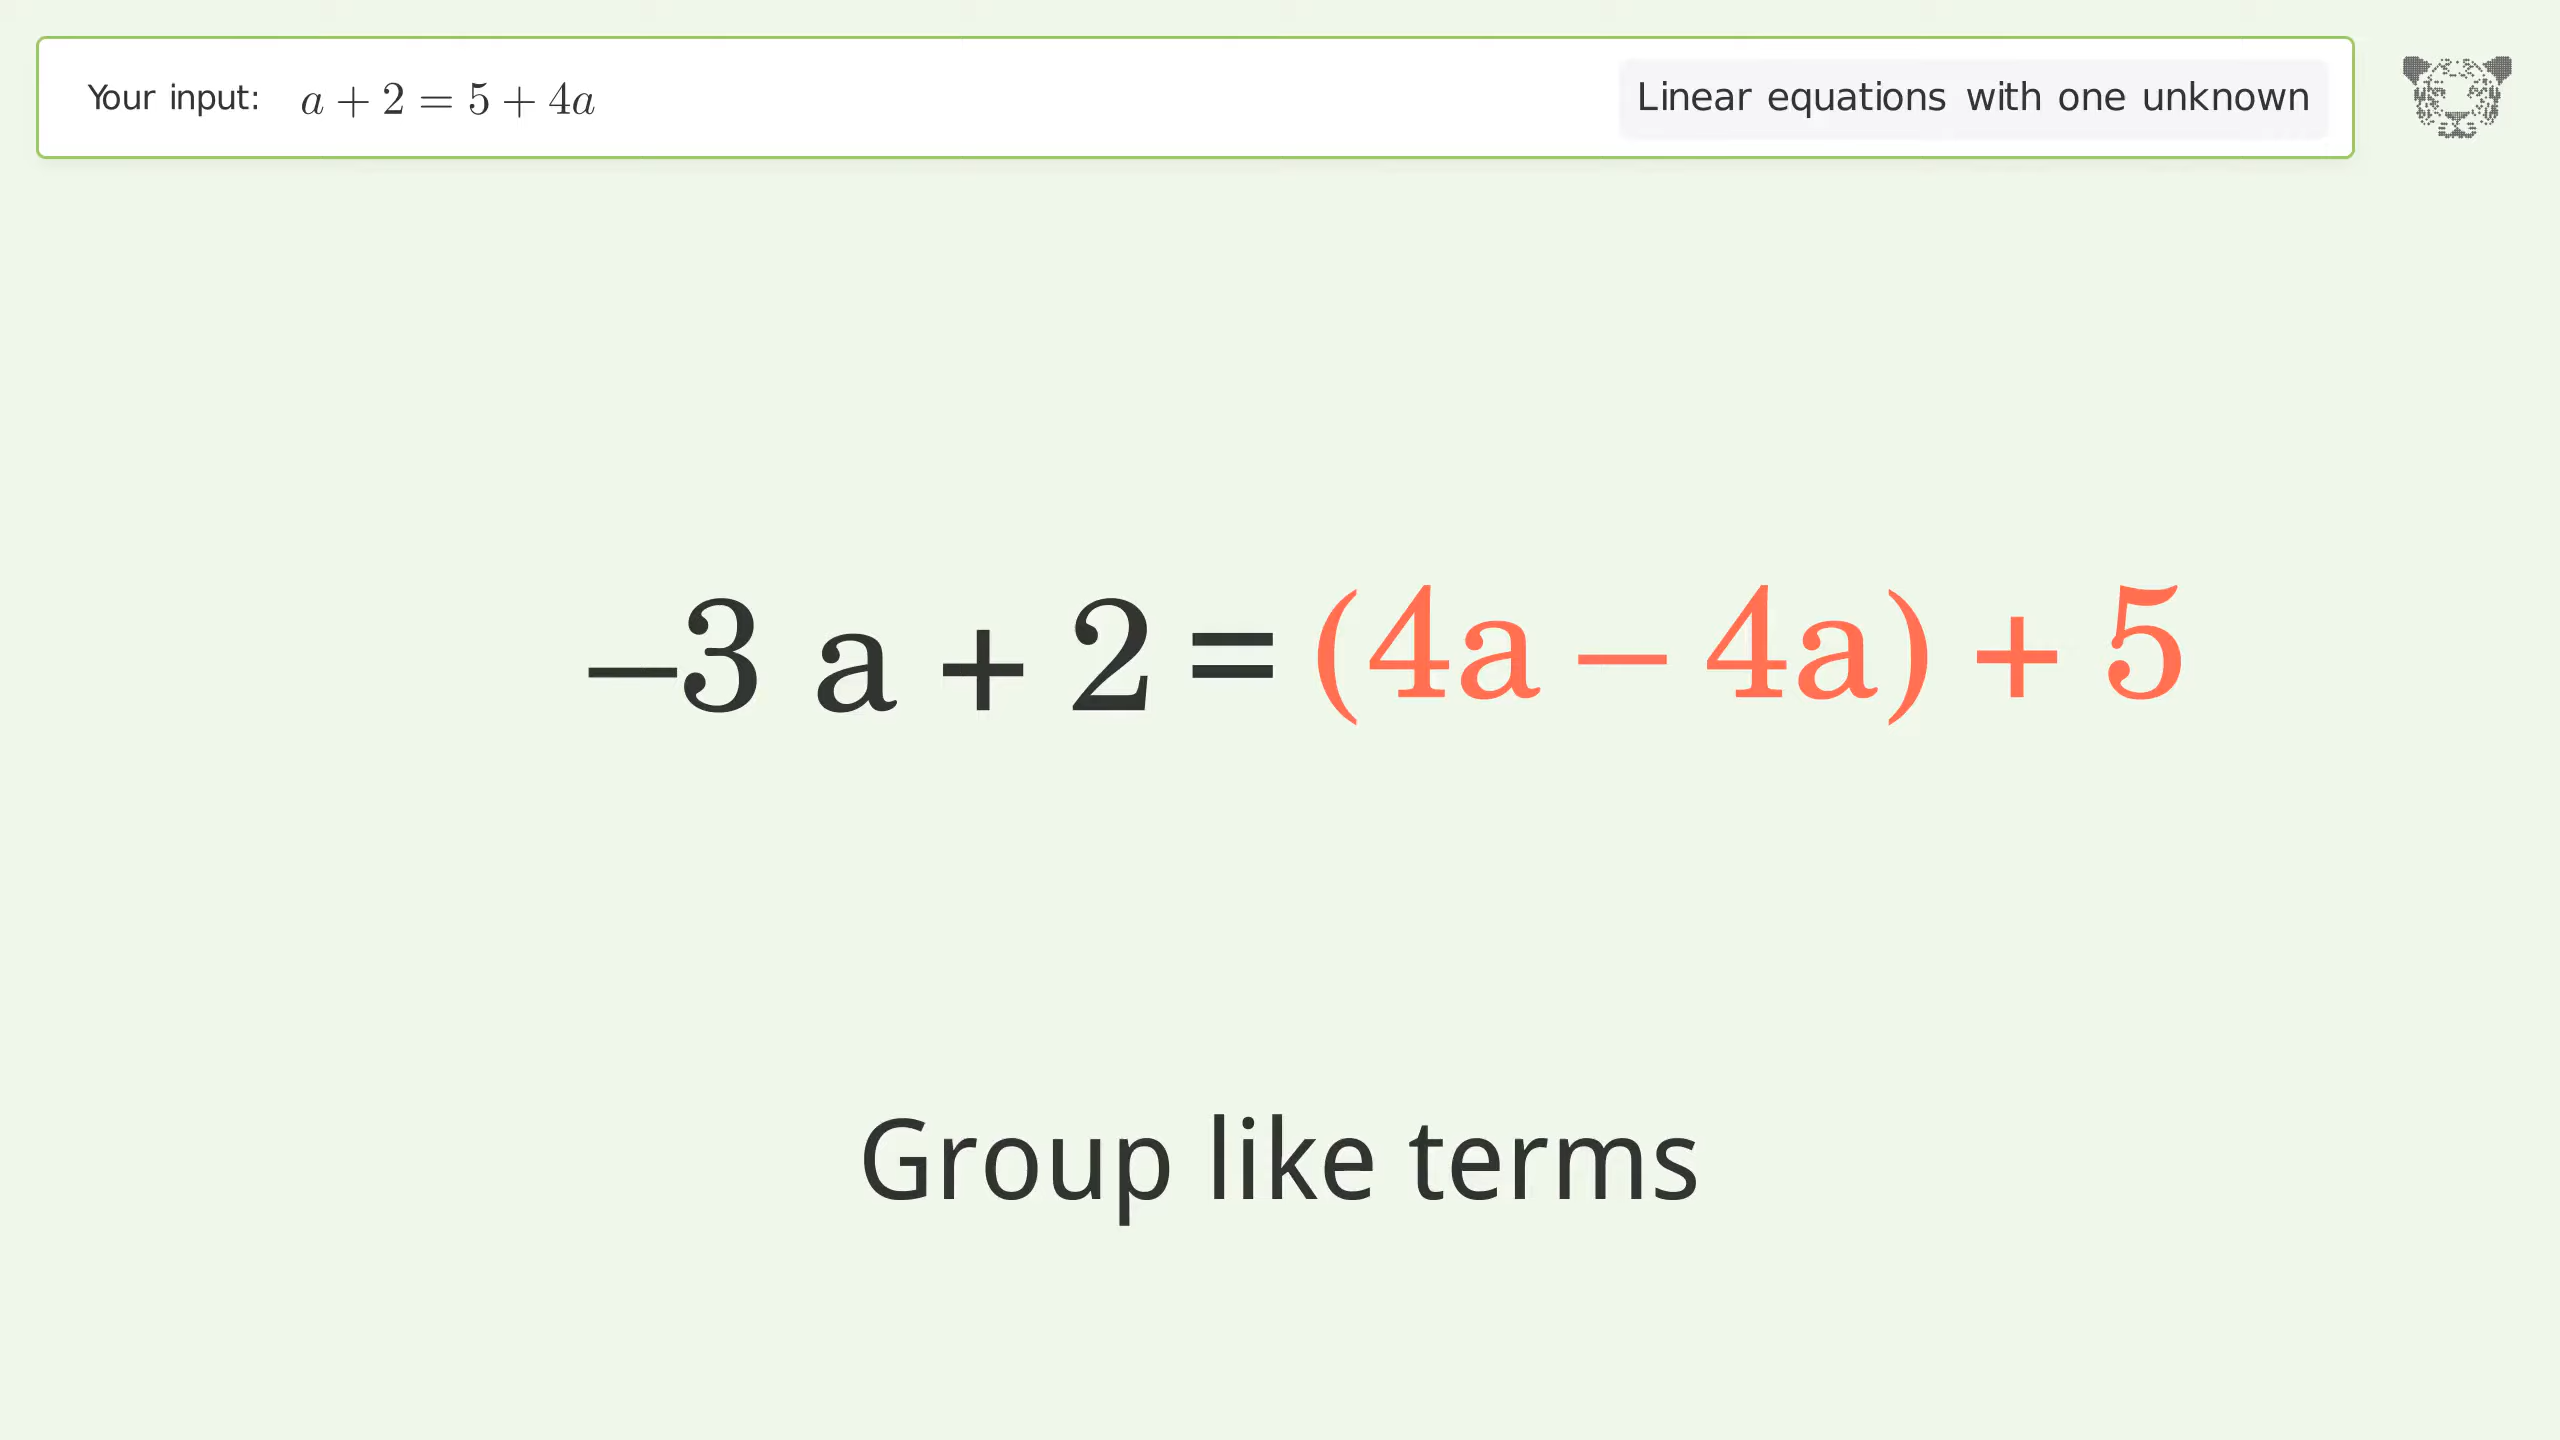 Your input: a + 2 = 5 + 4a
Linear equations with one unknown
−3 a + 2 = (4a − 4a) + 5
Group like terms